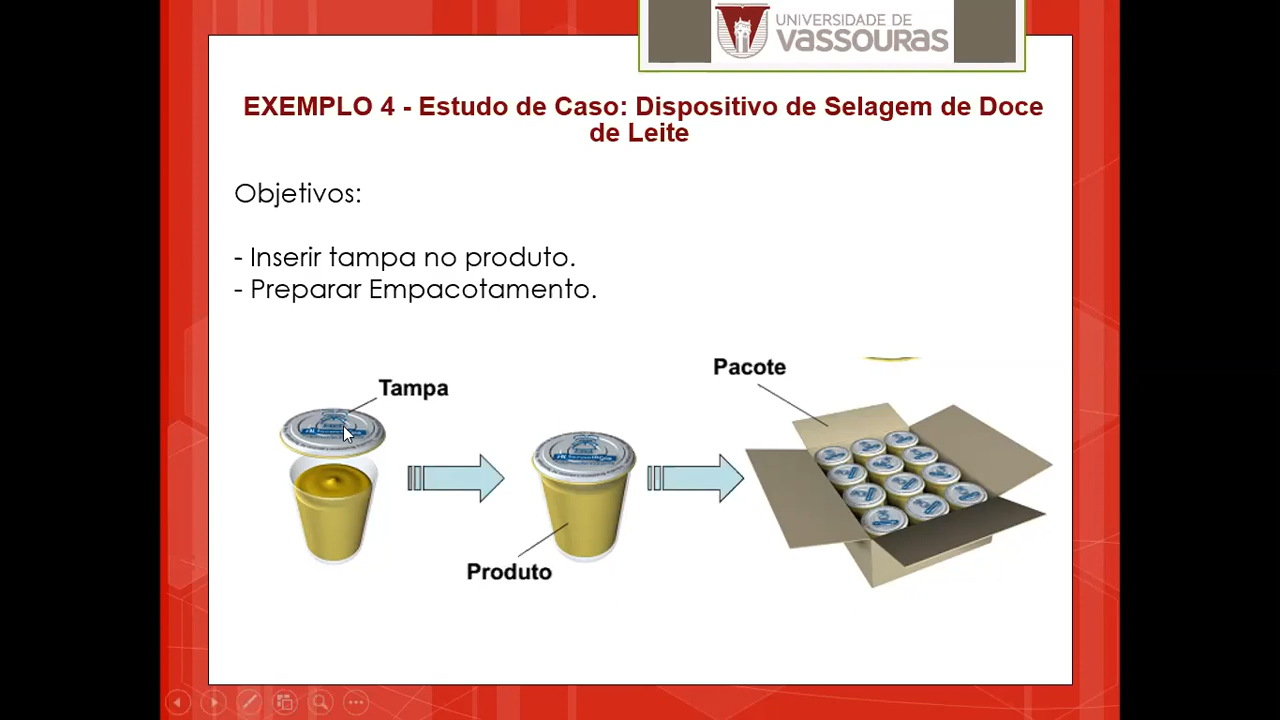 UNIVERSIDADE DE
VASSOURAS
EXEMPLO 4 - Estudo de Caso: Dispositivo de Selagem de Doce
de Leite
Objetivos:
- Inserir tampa no produto.
- Preparar Empacotamento.
Tampa
Produto
Pacote